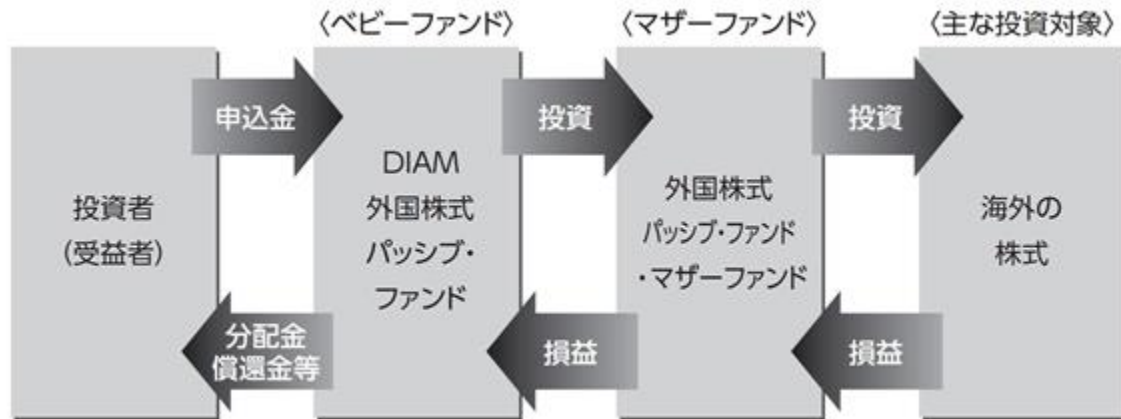 〈ベビーファンド〉
〈マザーファンド〉
〈主な投資対象〉
申込金
投資
投資
投資者
(受益者)
DIAM
外国株式
パッシブ・
ファンド
外国株式
パッシブ・ファンド
・マザーファンド
海外の
株式
分配金
償還金等
損益
損益